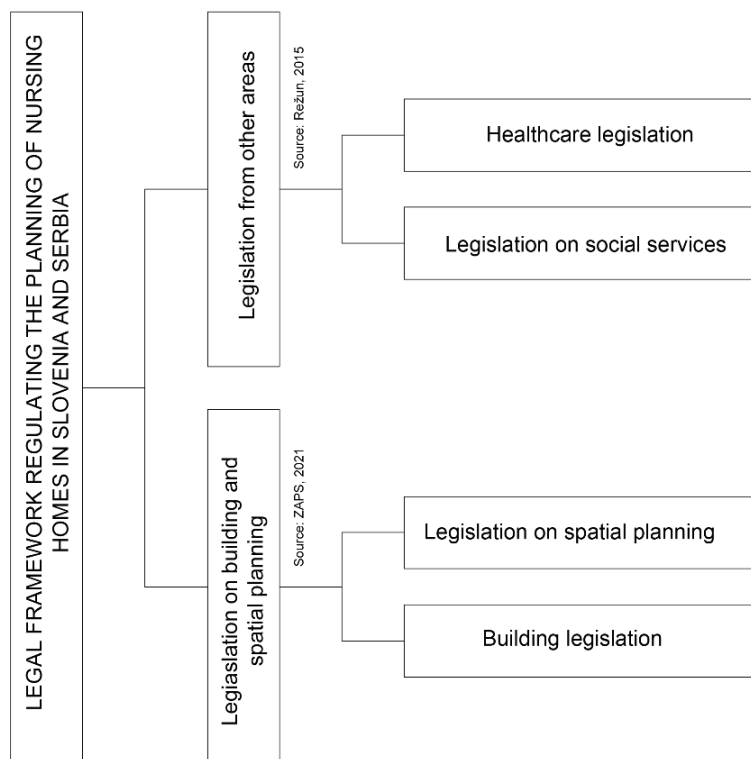 LEGAL FRAMEWORK REGULATING THE PLANNING OF NURSING
HOMES IN SLOVENIA AND SERBIA
Legislation from other areas
Source: Režun, 2015
Healthcare legislation
Legislation on social services
Legiaslation on building and
spatial planning
Source: ZAPS, 2021
Legislation on spatial planning
Building legislation